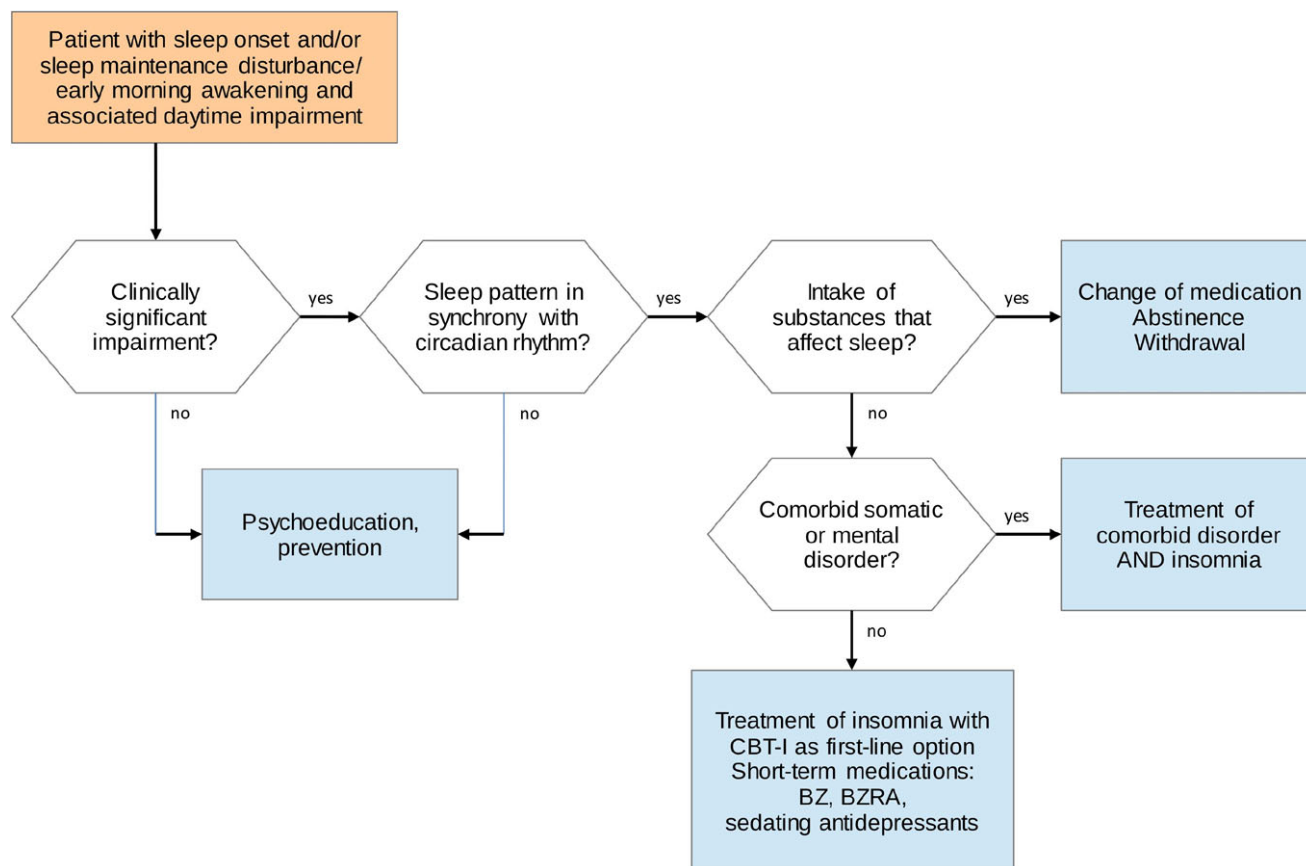 Patient with sleep onset and/or
sleep maintenance disturbance/
early morning awakening and
associated daytime impairment
Clinically
significant
impairment?
yes
Sleep pattern in
synchrony with
circadian rhythm?
yes
Intake of
substances that
affect sleep?
yes
Change of medication
Abstinence
Withdrawal
no
no
no
Psychoeducation,
prevention
Comorbid somatic
or mental
disorder?
yes
Treatment of
comorbid disorder
AND insomnia
no
Treatment of insomnia with
CBT-I as first-line option
Short-term medications:
BZ, BZRA,
sedating antidepressants